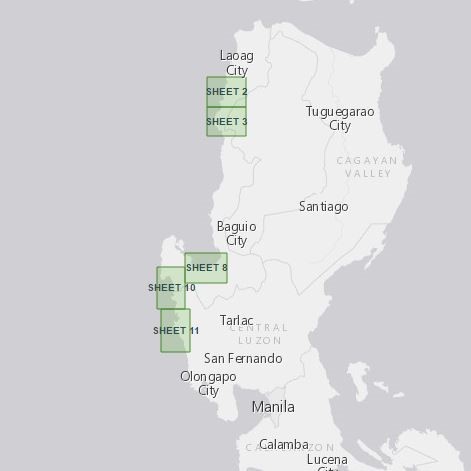 Laoag
City
SHEET 2
SHEET 3
Tuguegarao
City
CAGAYAN
VALLEY
Santiago
Baguio
City
SHEET 8
SHEET 10
SHEET 11
Tarlac
CENTRAL
LUZON
San Fernando
Olongapo
City
Manila
Calamba
Lucena
City